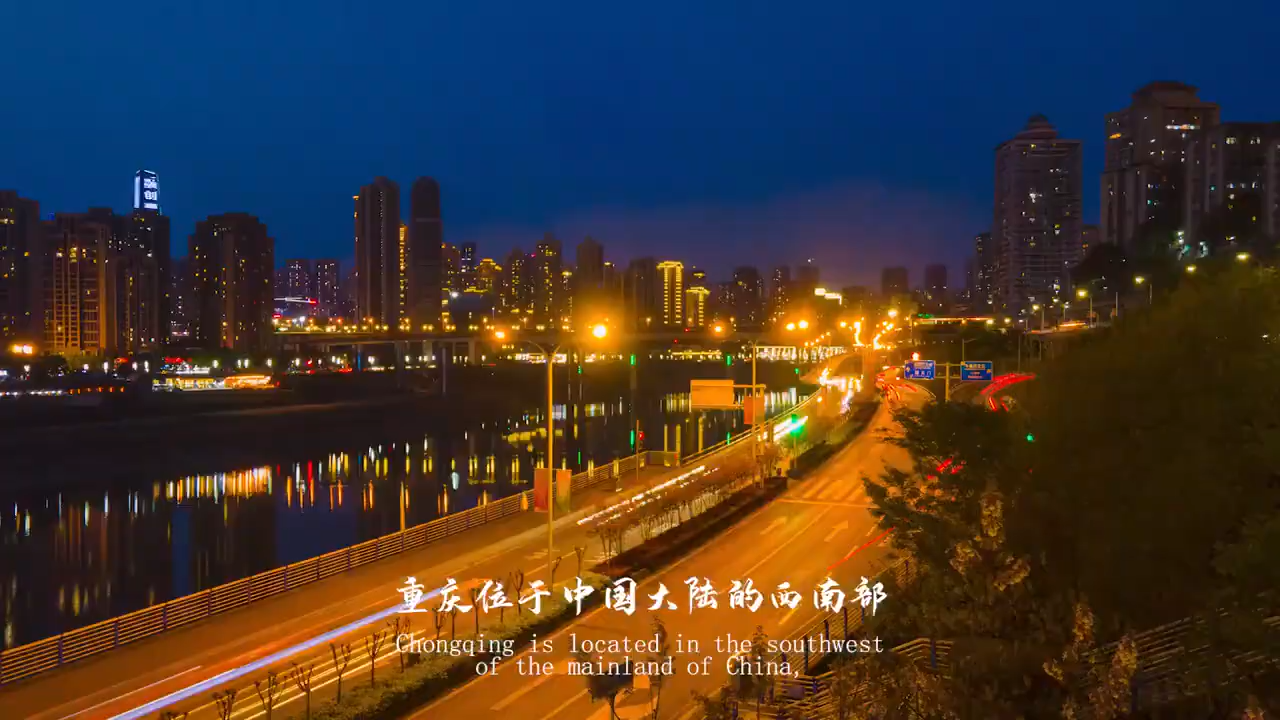 重庆位于中国大陆的西南部
Chongqing is located in the southwest
of the mainland of China,